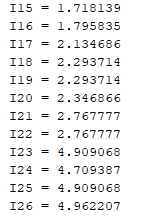 I15 = 1.718139
I16 = 1.795835
I17 = 2.134686
I18 = 2.293714
I19 = 2.293714
I20 = 2.346866
I21 = 2.767777
I22 = 2.767777
I23 = 4.909068
I24 = 4.709387
I25 = 4.909068
I26 = 4.962207